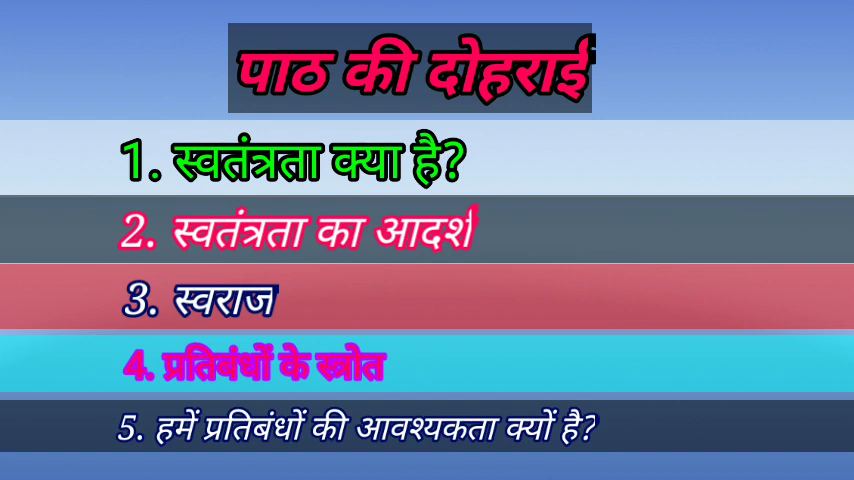 पाठ की दोहराई
1. स्वतंत्रता क्या है?
2. स्वतंत्रता का आदर्श
3. स्वराज
4. प्रतिबंधों के स्त्रोत
5. हमें प्रतिबंधों की आवश्यकता क्यों है?